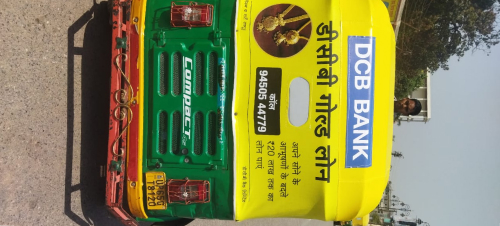 DCB BANK
डीसीबी गोल्ड लोन
कॉल
94505 44779
अपने सोने के
आभूषणों के बदले
₹20 लाख तक का
लोन पाएं
COMPACT